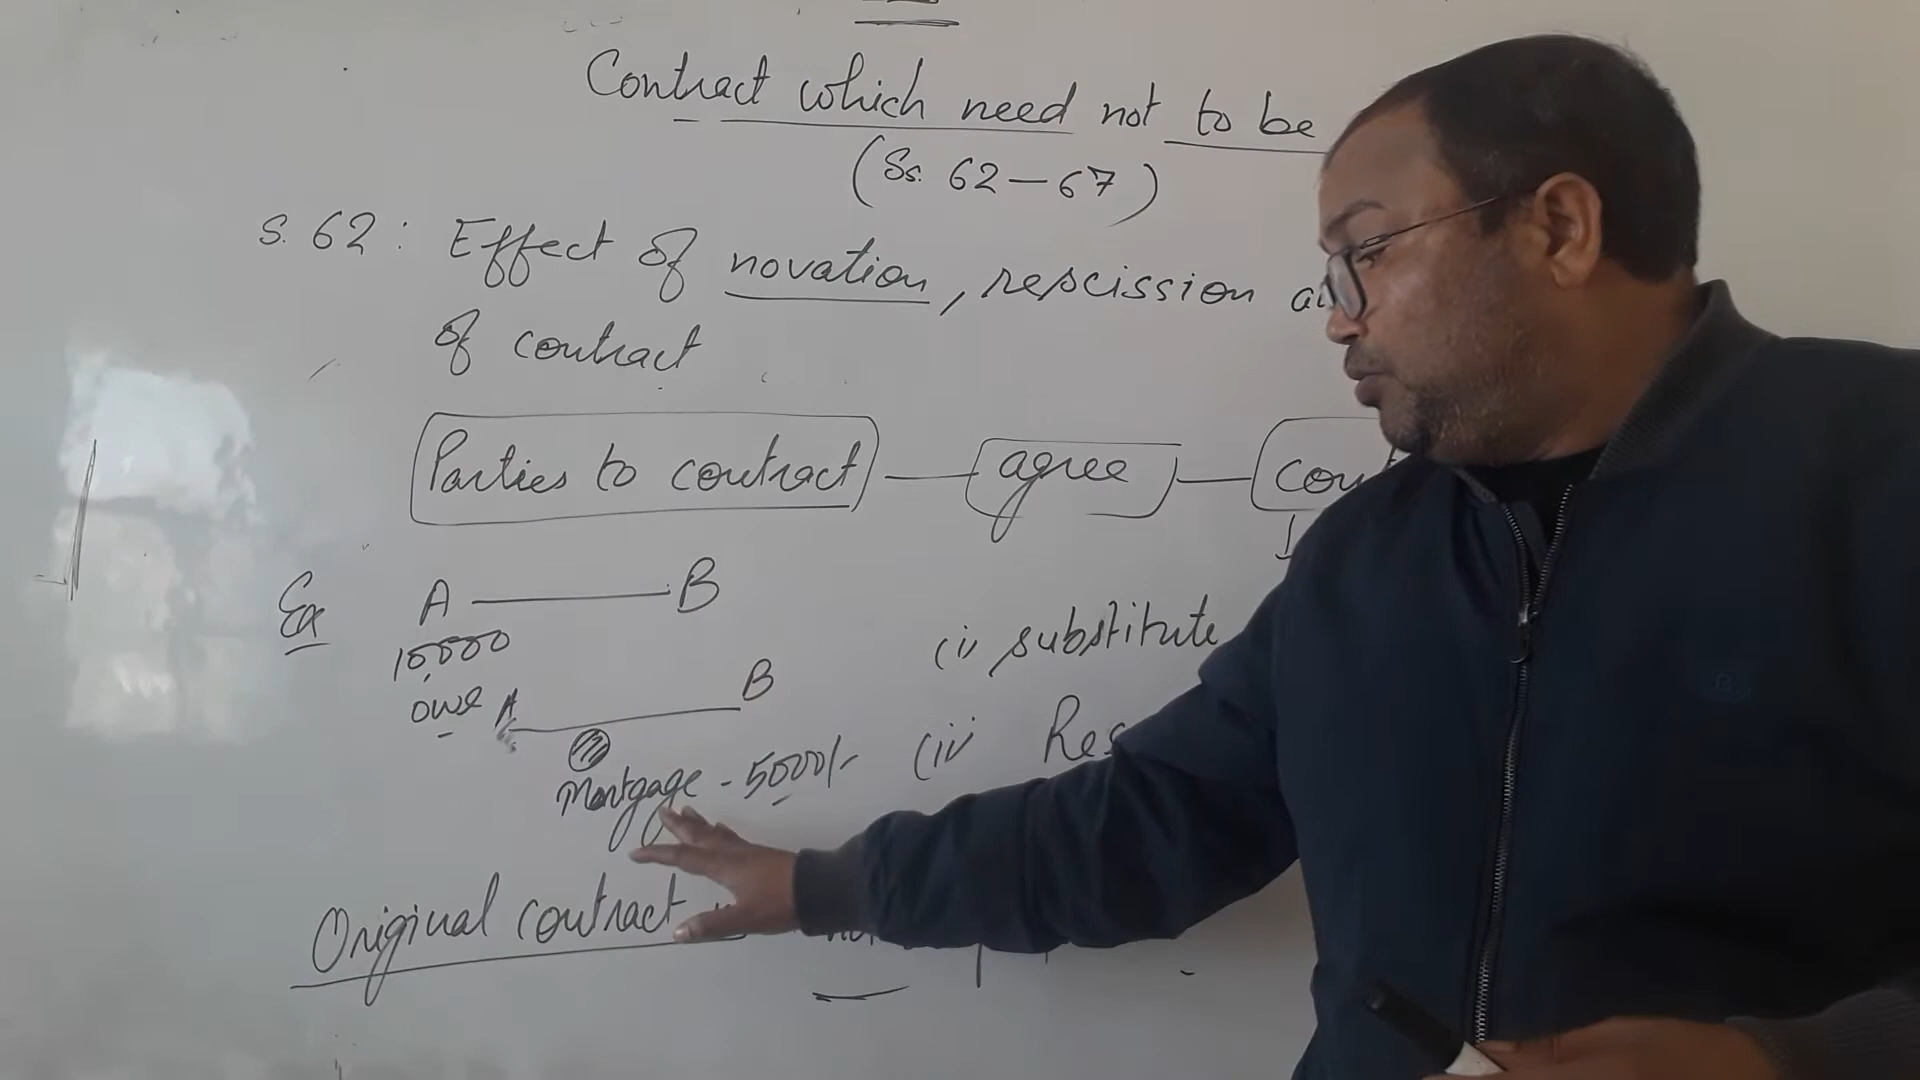 Contract which need not to be
(Ss. 62-67)
S. 62 : Effect of novation, rescission
of contract
Parties to contract — agree —
Ex A — B
10,000
owe A — B
(i) substitute
(ii)
Mortgage - 5000/-
Original contract